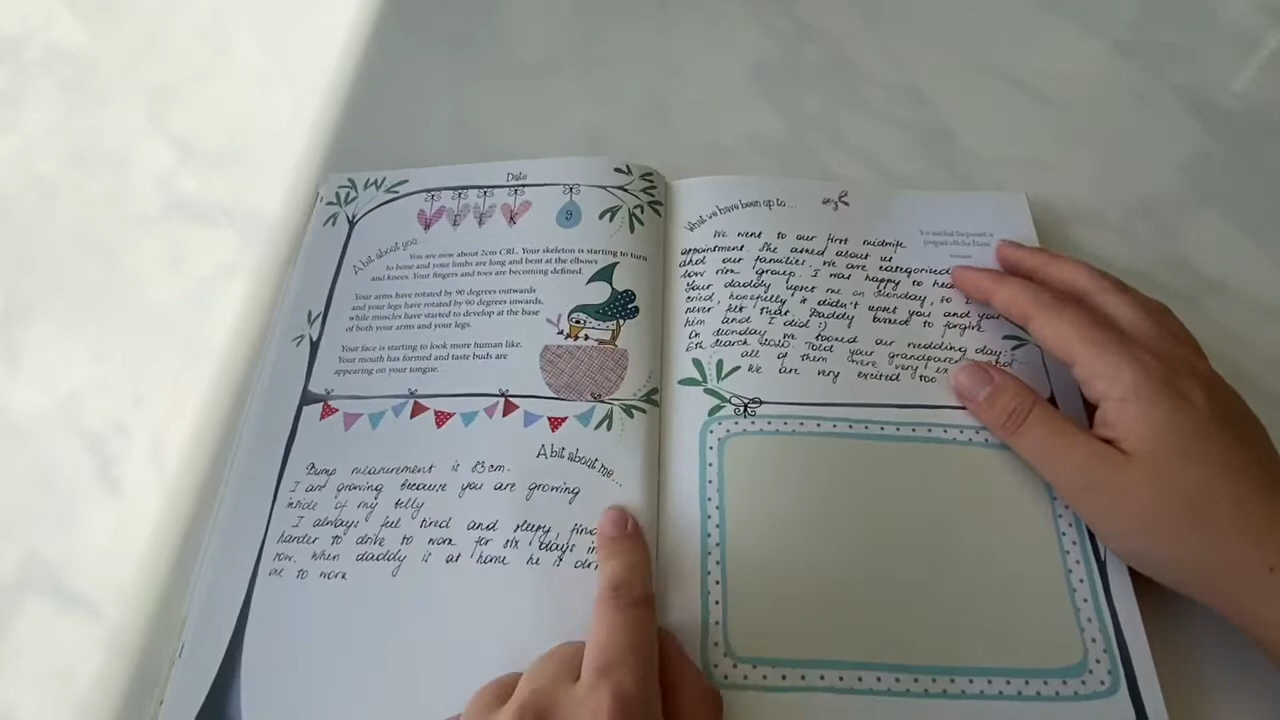 Date
WEEK 9
A bit about you...
You are now about 2cm CRL. Your skeleton is starting to turn
to bone and your limbs are long and bent at the elbows
and knees. Your fingers and toes are becoming defined.
Your arms have rotated by 90 degrees outwards
and your legs have rotated by 90 degrees inwards,
while muscles have started to develop at the base
of both your arms and your legs.
Your face is starting to look more human like.
Your mouth has formed and taste buds are
appearing on your tongue.
A bit about me...
Bump measurement is 83cm.
I am growing because you are growing
inside of my belly
I always feel tired and sleepy, find
harder to drive to work for six days in
row. When daddy is at home he is
me to work
What we have been up to...
We went to our first midwife
appointment. She asked about us
and our families. We are categorized
low risk group. I was happy to
Your daddy upset me on Monday, so I
cried, hopefully it didn't upset you and you
never felt that. Daddy to forgive
him and I did :)
On Monday we booked our wedding day:
6th March 2020. Told your and
all of them were very
We are very excited too